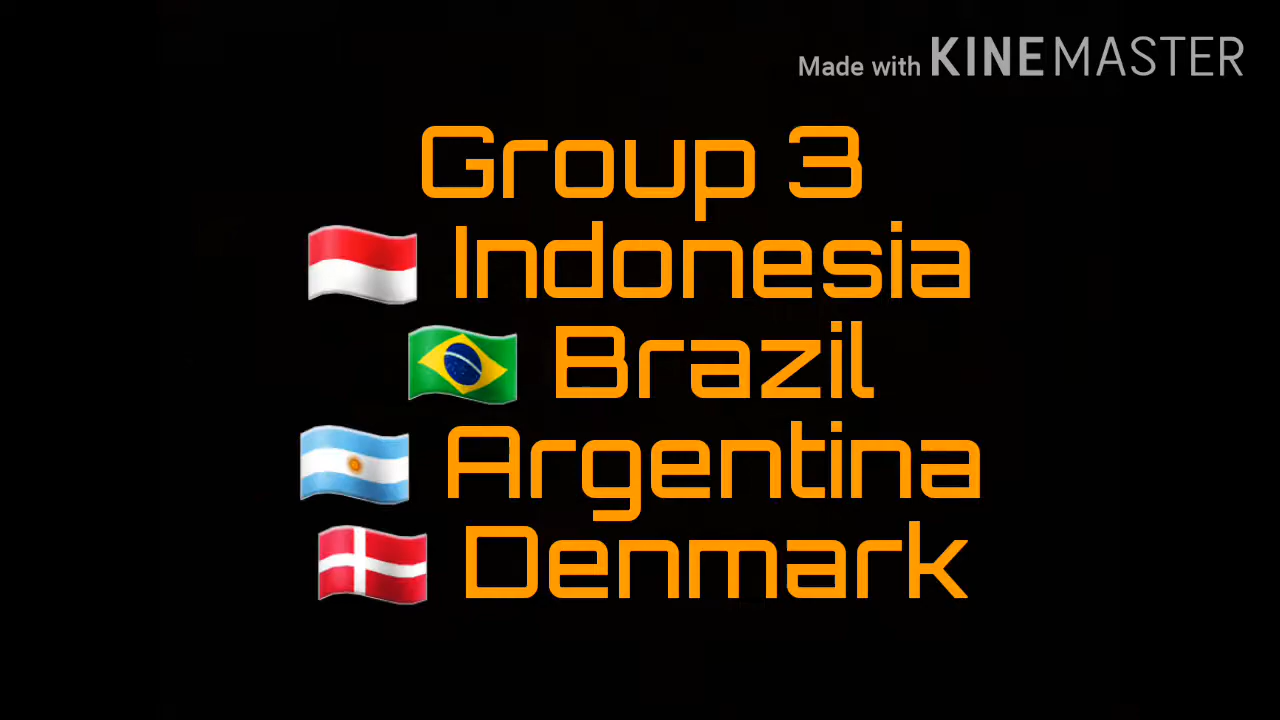 Made with KINEMASTER
Group 3
🇮🇩 Indonesia
🇧🇷 Brazil
🇦🇷 Argentina
🇩🇰 Denmark